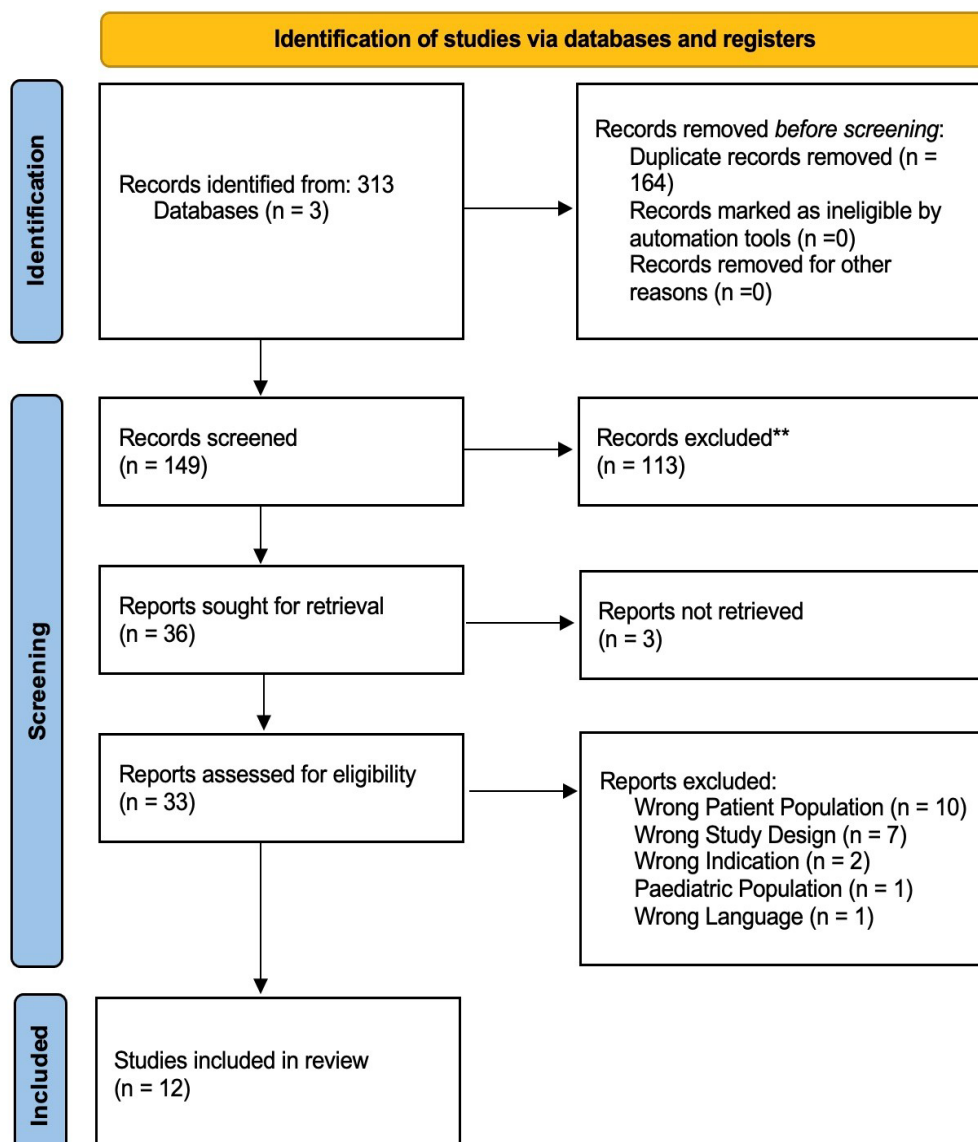 Identification of studies via databases and registers
Identification
Records identified from: 313
Databases (n = 3)
Records removed before screening:
Duplicate records removed (n =
164)
Records marked as ineligible by
automation tools (n =0)
Records removed for other
reasons (n =0)
Screening
Records screened
(n = 149)
Records excluded**
(n = 113)
Reports sought for retrieval
(n = 36)
Reports not retrieved
(n = 3)
Reports assessed for eligibility
(n = 33)
Reports excluded:
Wrong Patient Population (n = 10)
Wrong Study Design (n = 7)
Wrong Indication (n = 2)
Paediatric Population (n = 1)
Wrong Language (n = 1)
Included
Studies included in review
(n = 12)